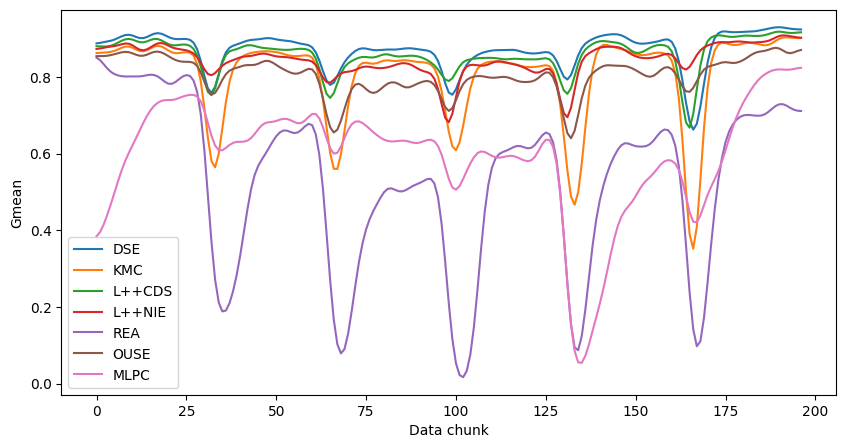 0.8
0.6
0.4
0.2
0.0
Gmean
DSE
KMC
L++CDS
L++NIE
REA
OUSE
MLPC
0 25 50 75 100 125 150 175 200
Data chunk